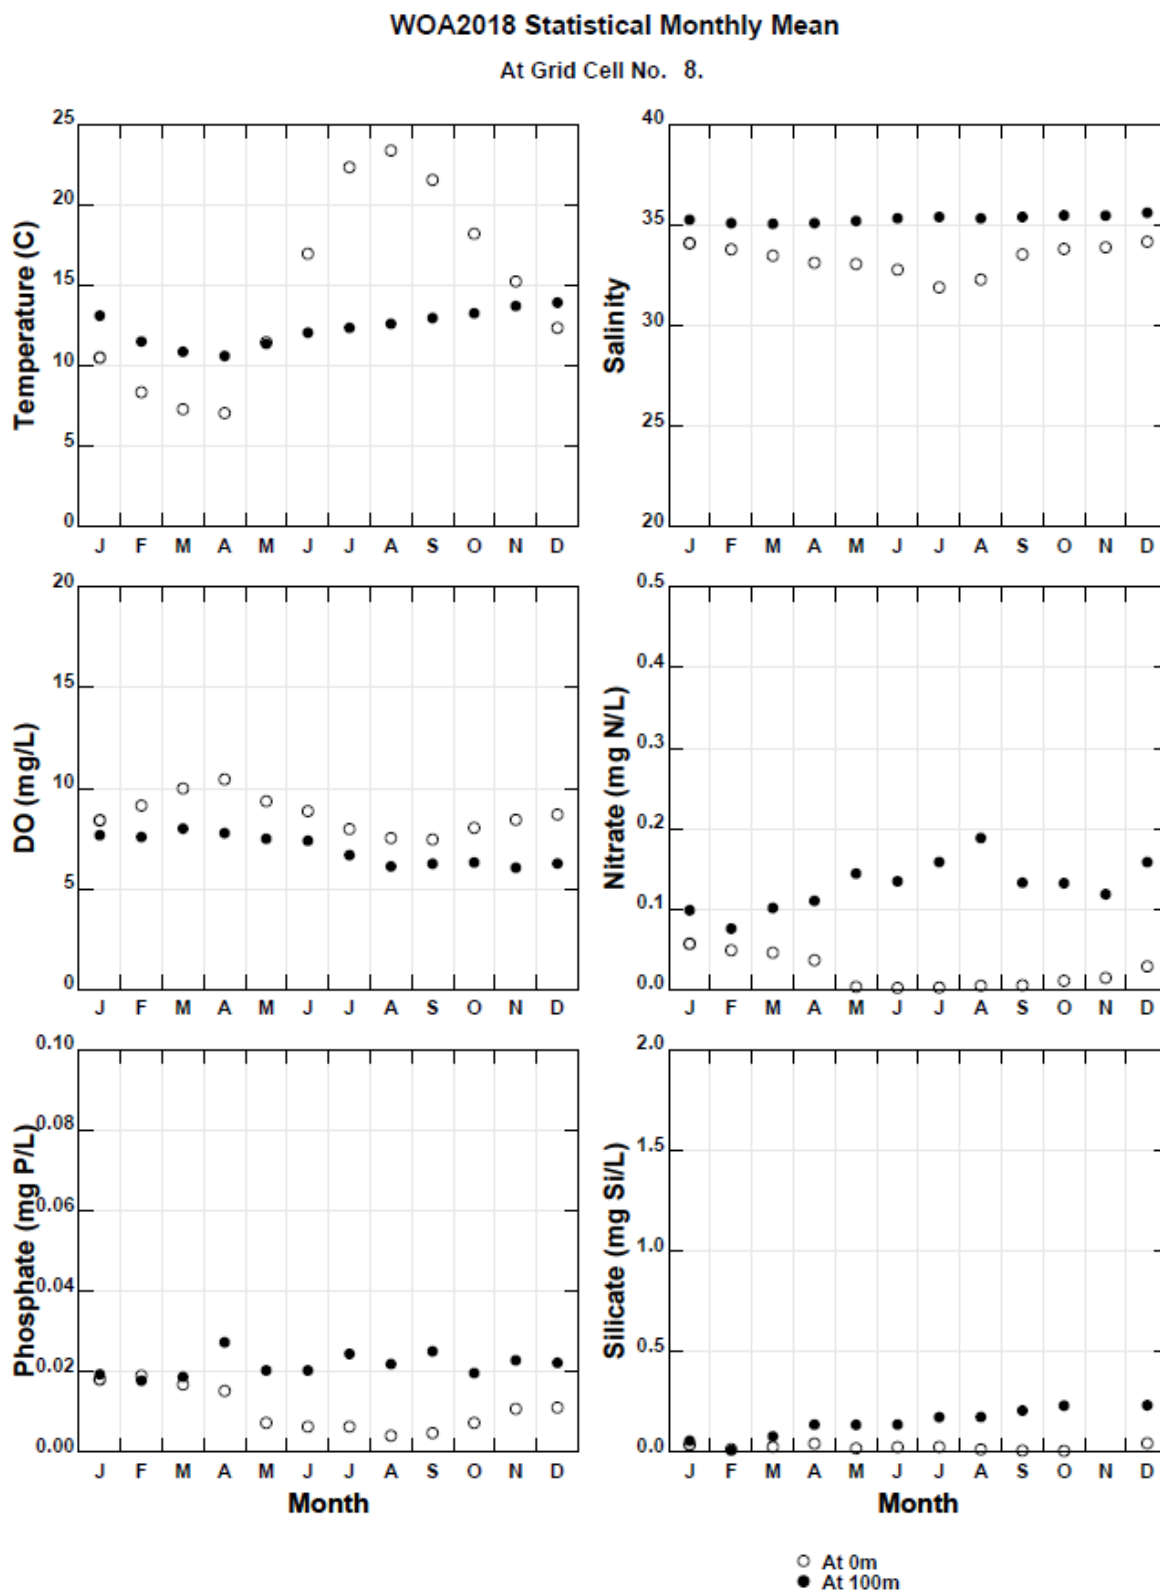 WOA2018 Statistical Monthly Mean
At Grid Cell No. 8.
Temperature (C)
25
20
15
10
5
0
J F M A M J J A S O N D
Salinity
40
35
30
25
20
J F M A M J J A S O N D
DO (mg/L)
20
15
10
5
0
J F M A M J J A S O N D
Nitrate (mg N/L)
0.5
0.4
0.3
0.2
0.1
0.0
J F M A M J J A S O N D
Phosphate (mg P/L)
0.10
0.08
0.06
0.04
0.02
0.00
J F M A M J J A S O N D
Month
Silicate (mg Si/L)
2.0
1.5
1.0
0.5
0.0
J F M A M J J A S O N D
Month
At 0m
At 100m